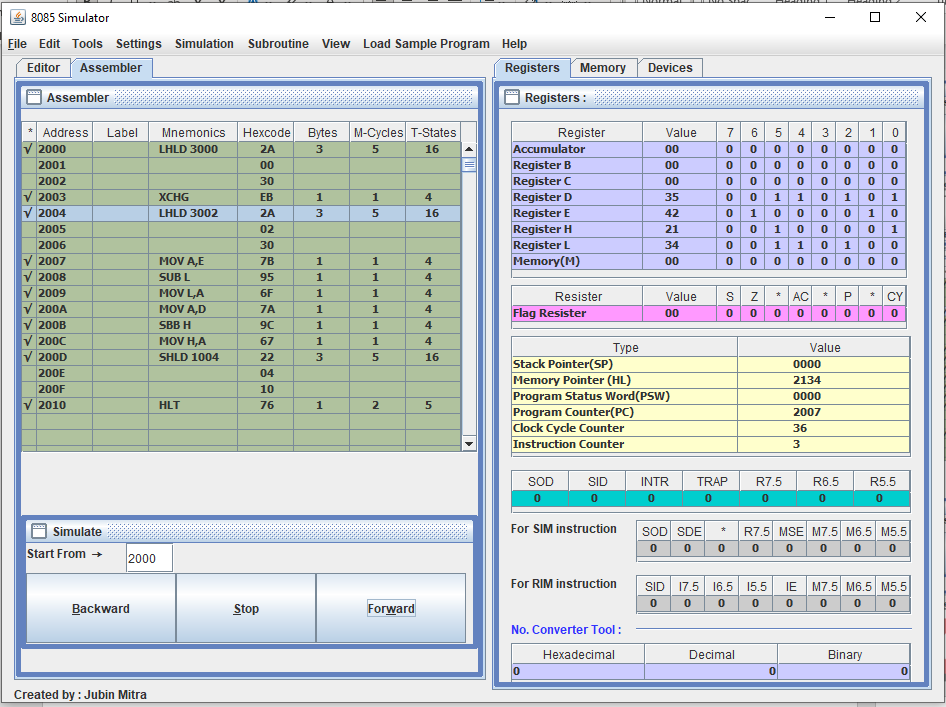 8085 Simulator
File Edit Tools Settings Simulation Subroutine View Load Sample Program Help
Editor Assembler
Assembler
* Address Label Mnemonics Hexcode Bytes M-Cycles T-States
√ 2000 LHLD 3000 2A 3 5 16
2001 00
2002 30
√ 2003 XCHG EB 1 1 4
√ 2004 LHLD 3002 2A 3 5 16
2005 02
2006 30
√ 2007 MOV A,E 7B 1 1 4
√ 2008 SUB L 95 1 1 4
√ 2009 MOV L,A 6F 1 1 4
√ 200A MOV A,D 7A 1 1 4
√ 200B SBB H 9C 1 1 4
√ 200C MOV H,A 67 1 1 4
√ 200D SHLD 1004 22 3 5 16
200E 04
200F 10
√ 2010 HLT 76 1 2 5
Simulate
Start From → 2000
Backward Stop Forward
Created by : Jubin Mitra
Registers Memory Devices
Registers :
Register Value 7 6 5 4 3 2 1 0
Accumulator 00 0 0 0 0 0 0 0 0
Register B 00 0 0 0 0 0 0 0 0
Register C 00 0 0 0 0 0 0 0 0
Register D 35 0 0 1 1 0 1 0 1
Register E 42 0 1 0 0 0 0 1 0
Register H 21 0 0 1 0 0 0 0 1
Register L 34 0 0 1 1 0 1 0 0
Memory(M) 00 0 0 0 0 0 0 0 0
Resister Value S Z * AC * P * CY
Flag Resister 00 0 0 0 0 0 0 0 0
Type Value
Stack Pointer(SP) 0000
Memory Pointer (HL) 2134
Program Status Word(PSW) 0000
Program Counter(PC) 2007
Clock Cycle Counter 36
Instruction Counter 3
SOD SID INTR TRAP R7.5 R6.5 R5.5
0 0 0 0 0 0 0
For SIM instruction SOD SDE * R7.5 MSE M7.5 M6.5 M5.5
0 0 0 0 0 0 0 0
For RIM instruction SID I7.5 I6.5 I5.5 IE M7.5 M6.5 M5.5
0 0 0 0 0 0 0 0
No. Converter Tool :
Hexadecimal Decimal Binary
0 0 0